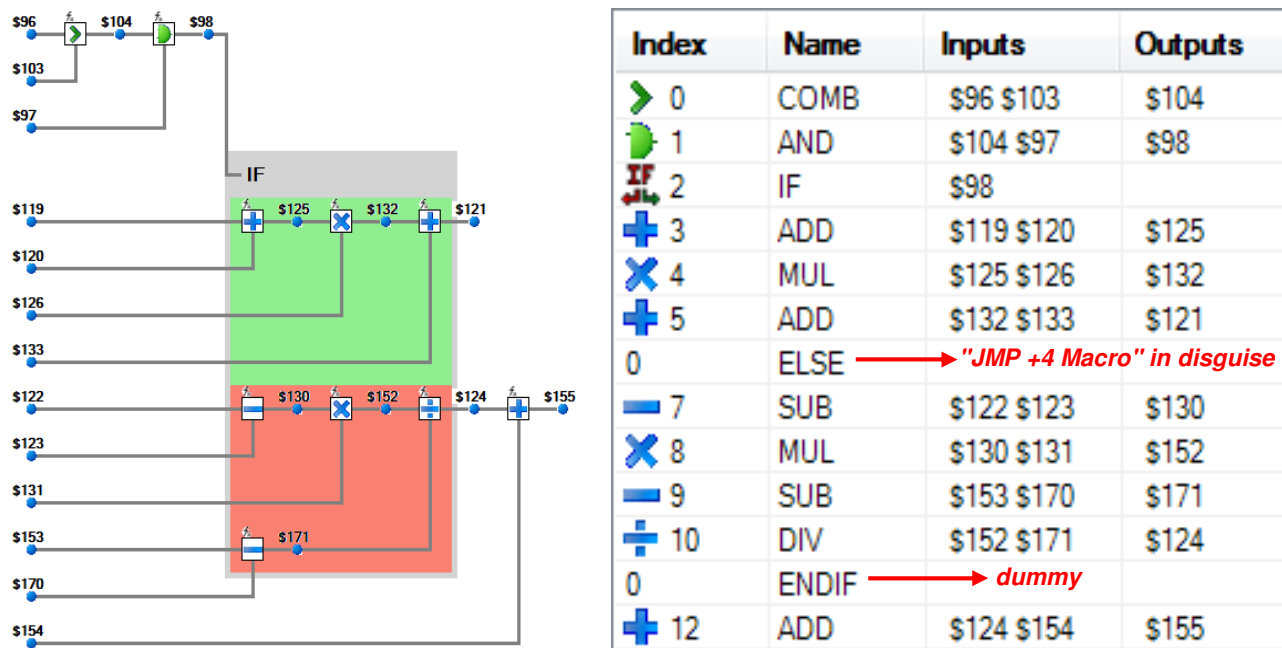 $96 $104 $98
$103
$97
IF
$119 $125 $132 $121
$120
$126
$133
$122 $130 $152 $124 $155
$123
$131
$153 $171
$170
$154
Index Name Inputs Outputs
0 COMB $96 $103 $104
1 AND $104 $97 $98
IF 2 IF $98
3 ADD $119 $120 $125
4 MUL $125 $126 $132
5 ADD $132 $133 $121
0 ELSE "JMP +4 Macro" in disguise
7 SUB $122 $123 $130
8 MUL $130 $131 $152
9 SUB $153 $170 $171
10 DIV $152 $171 $124
0 ENDIF dummy
12 ADD $124 $154 $155